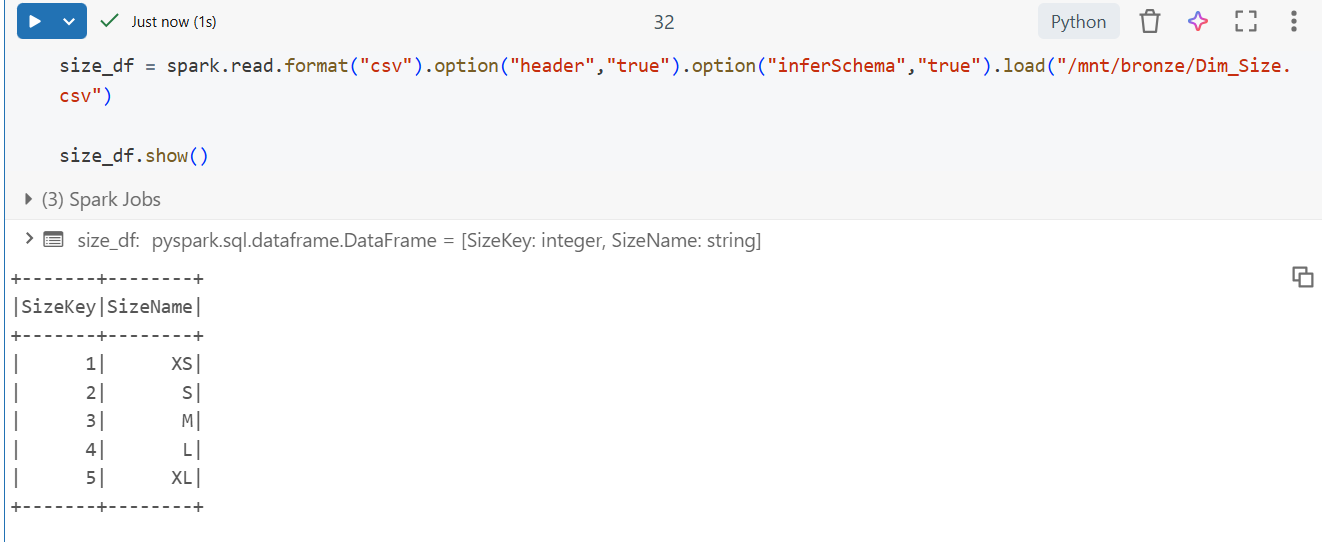 Just now (1s)
32
Python
size_df = spark.read.format("csv").option("header","true").option("inferSchema","true").load("/mnt/bronze/Dim_Size.
csv")
size_df.show()
(3) Spark Jobs
size_df: pyspark.sql.dataframe.DataFrame = [SizeKey: integer, SizeName: string]
+-------+--------+
|SizeKey|SizeName|
+-------+--------+
|      1|      XS|
|      2|       S|
|      3|       M|
|      4|       L|
|      5|      XL|
+-------+--------+